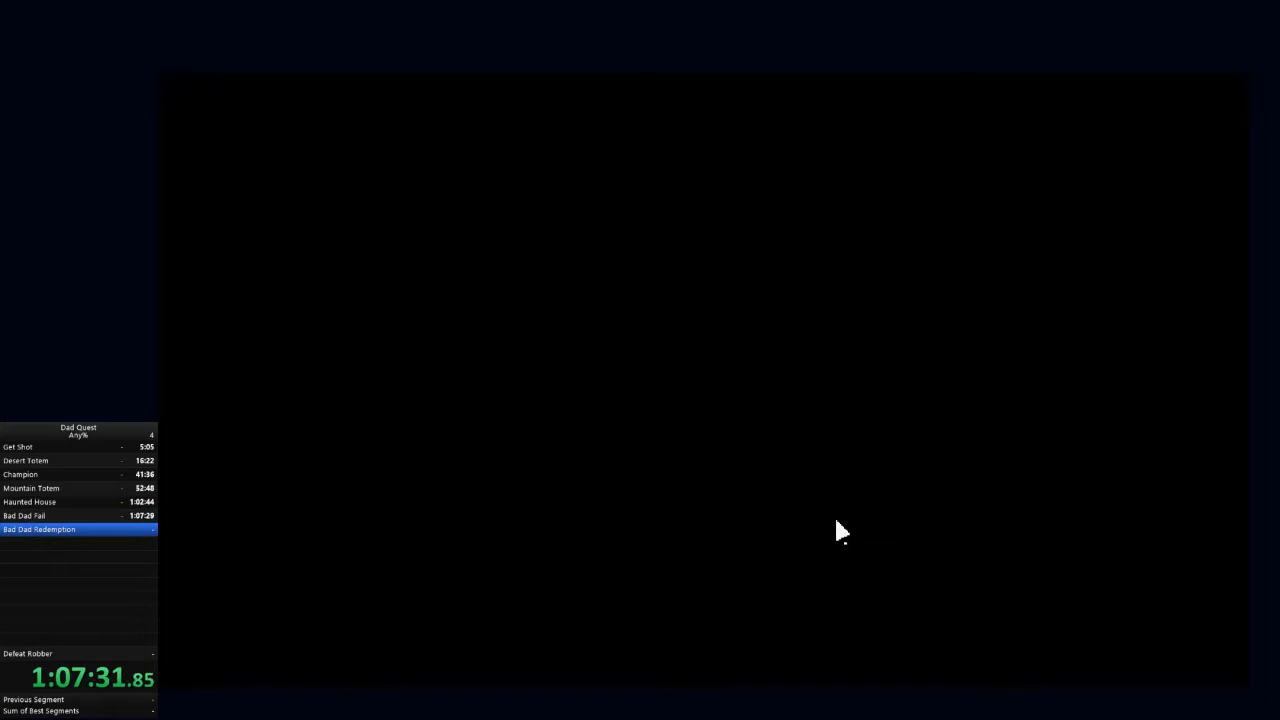 Dad Quest
Any% 4
Get Shot - 5:05
Desert Totem - 16:22
Champion - 41:36
Mountain Totem - 52:48
Haunted House - 1:02:44
Bad Dad Fail - 1:07:29
Bad Dad Redemption -
Defeat Robber -
1:07:31.85
Previous Segment -
Sum of Best Segments -